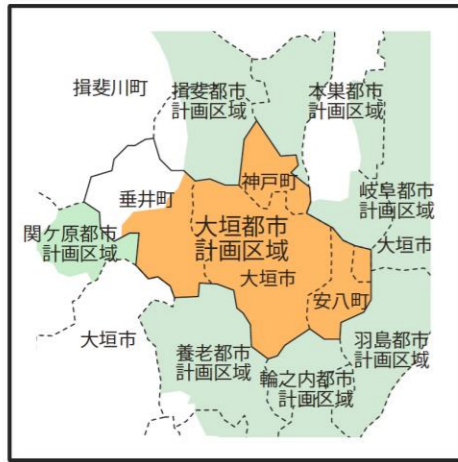 揖斐川町
揖斐都市
計画区域
本巣都市
計画区域
神戸町
岐阜都市
計画区域
垂井町
大垣都市
計画区域
関ケ原都市
計画区域
大垣市
大垣市
安八町
大垣市
養老都市
計画区域
輪之内都市
計画区域
羽島都市
計画区域